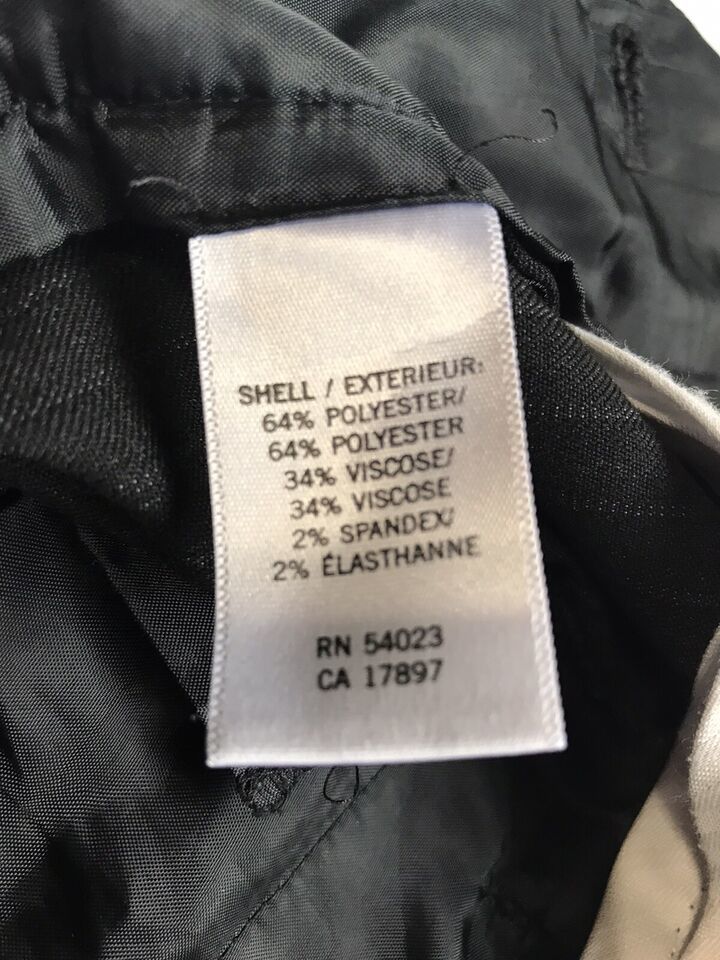 SHELL / EXTERIEUR:
64% POLYESTER/
64% POLYESTER
34% VISCOSE/
34% VISCOSE
2% SPANDEX/
2% ÉLASTHANNE
RN 54023
CA 17897